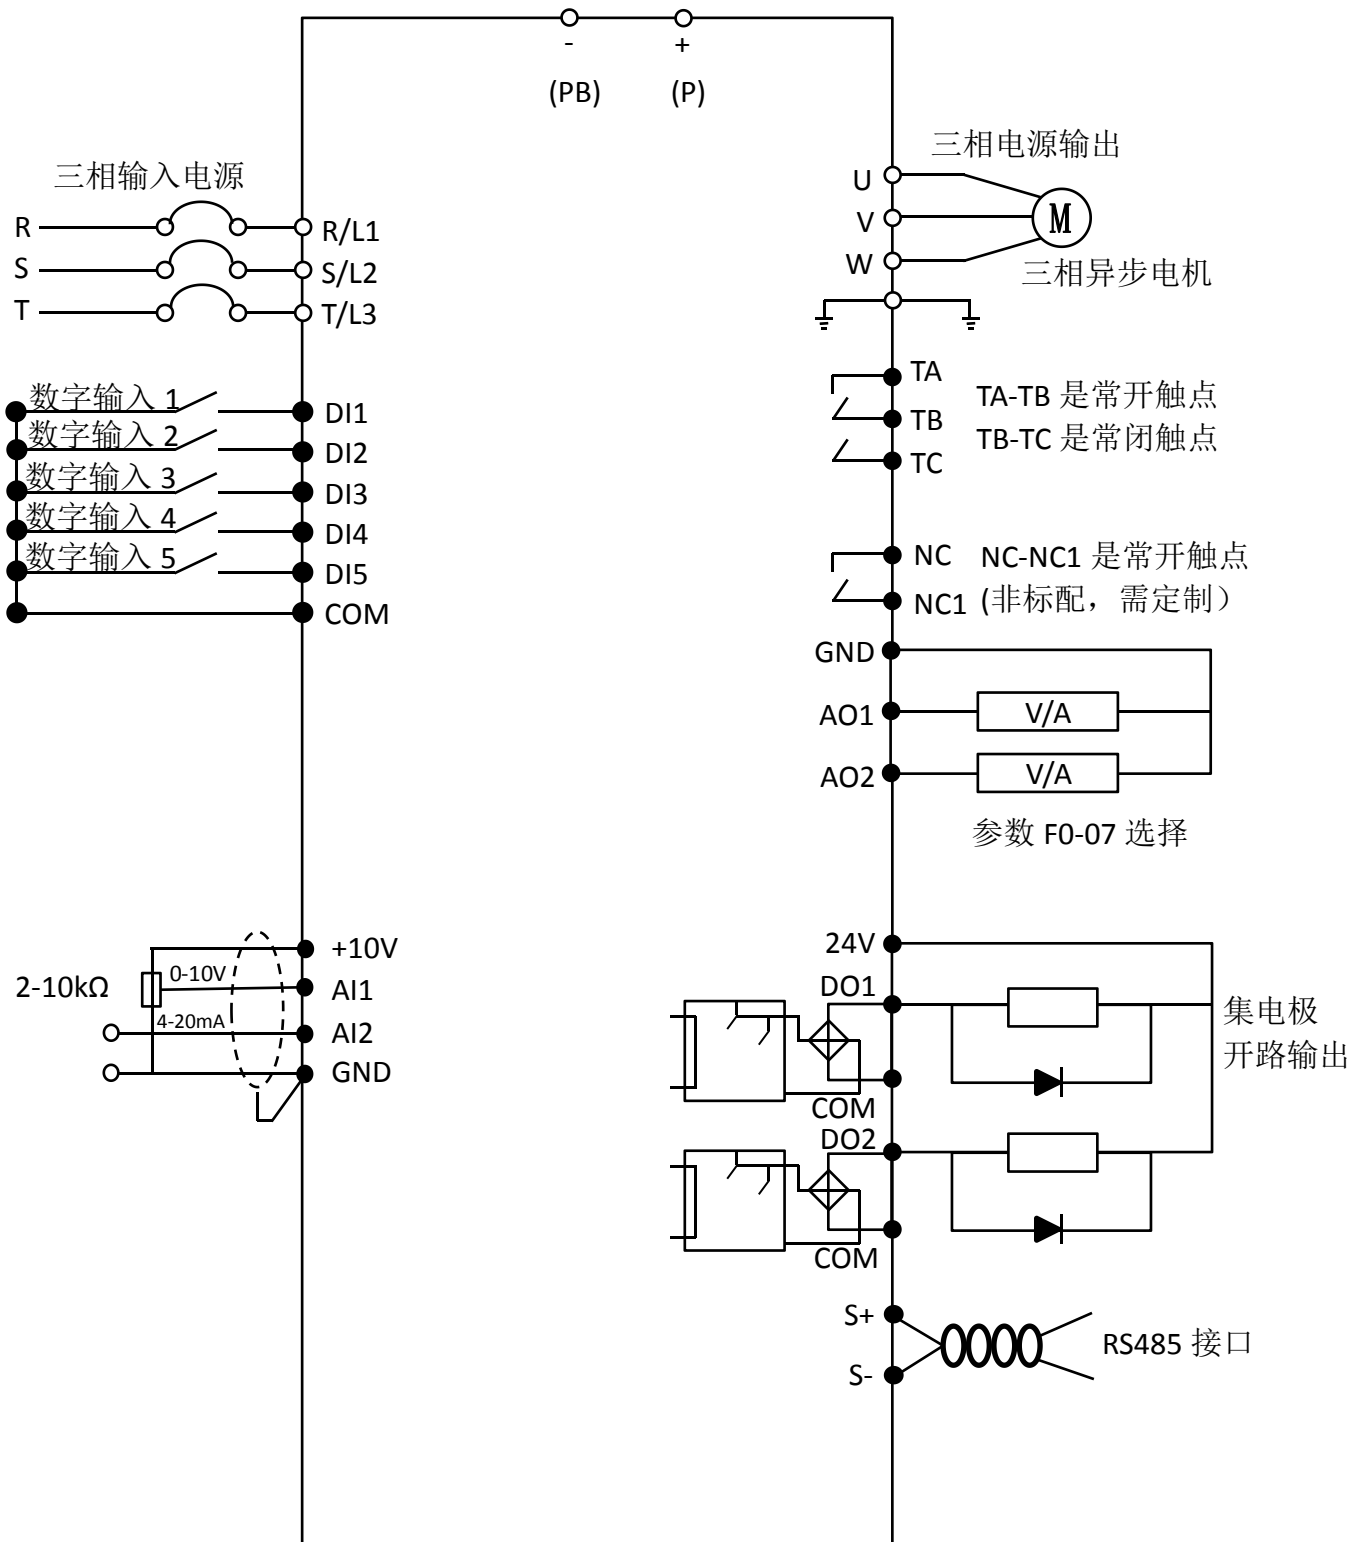 -
+
(PB)
(P)
三相输入电源
R
R/L1
S
S/L2
T
T/L3
三相电源输出
U
V
W
M
三相异步电机
数字输入 1
DI1
数字输入 2
DI2
数字输入 3
DI3
数字输入 4
DI4
数字输入 5
DI5
COM
TA
TB
TC
TA-TB 是常开触点
TB-TC 是常闭触点
NC
NC1
NC-NC1 是常开触点
(非标配，需定制）
GND
AO1
V/A
AO2
V/A
参数 F0-07 选择
+10V
2-10kΩ
0-10V
AI1
4-20mA
AI2
GND
24V
DO1
COM
DO2
COM
集电极
开路输出
S+
S-
RS485 接口